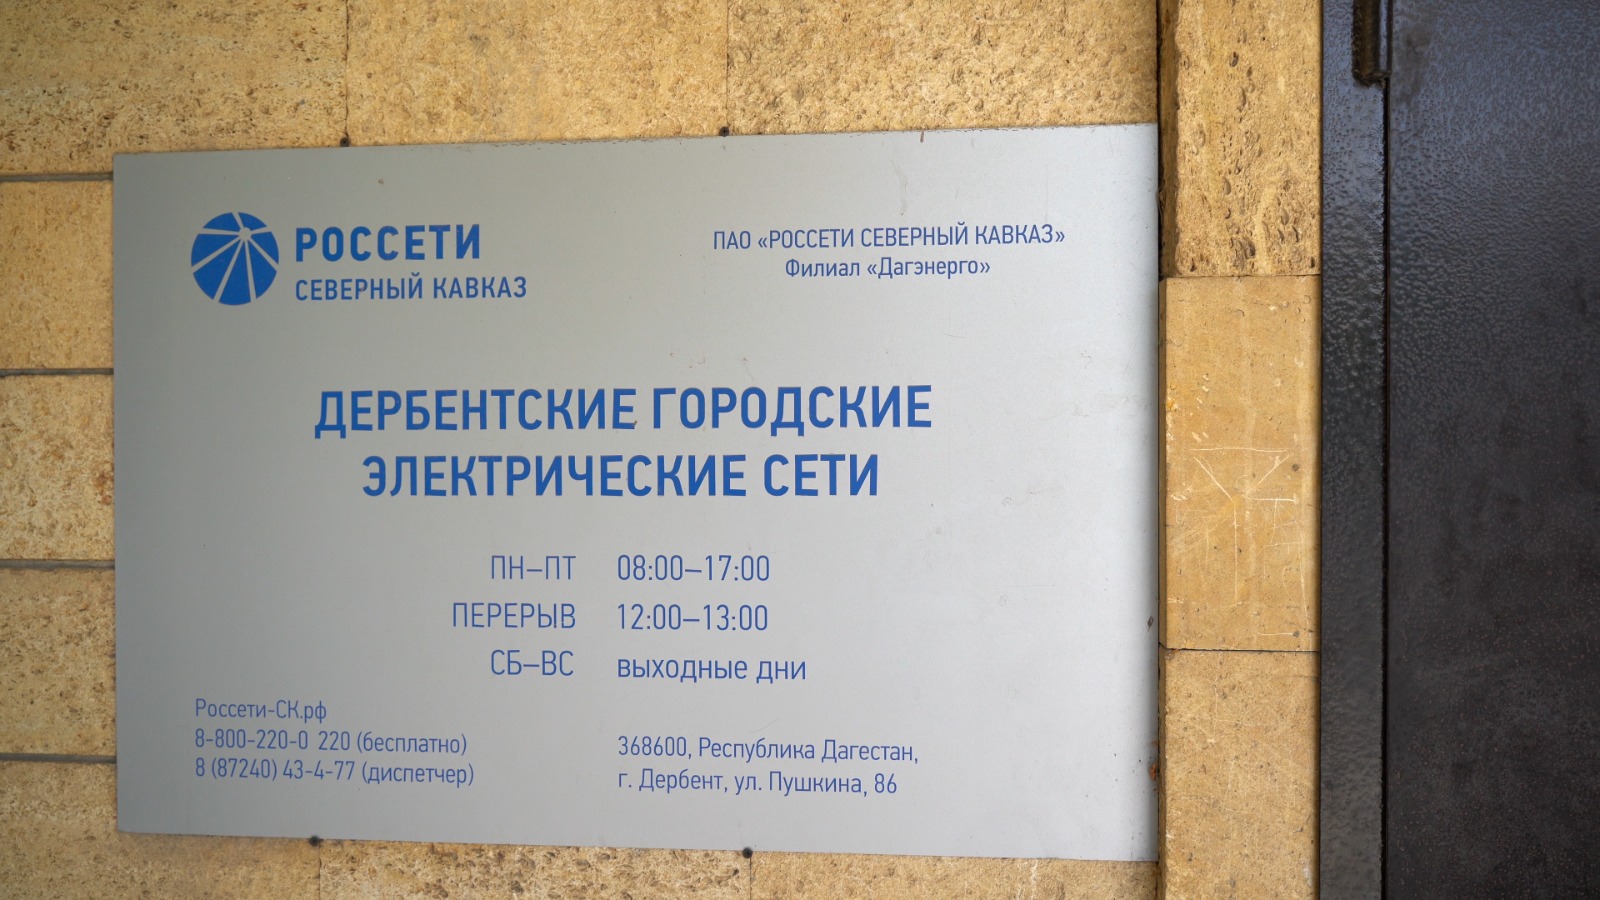 РОССЕТИ
СЕВЕРНЫЙ КАВКАЗ
ПАО «РОССЕТИ СЕВЕРНЫЙ КАВКАЗ»
Филиал «Дагэнерго»
ДЕРБЕНТСКИЕ ГОРОДСКИЕ
ЭЛЕКТРИЧЕСКИЕ СЕТИ
ПН–ПТ 08:00–17:00
ПЕРЕРЫВ 12:00–13:00
СБ–ВС выходные дни
Россети-СК.рф
8-800-220-0 220 (бесплатно)
8 (87240) 43-4-77 (диспетчер)
368600, Республика Дагестан,
г. Дербент, ул. Пушкина, 86